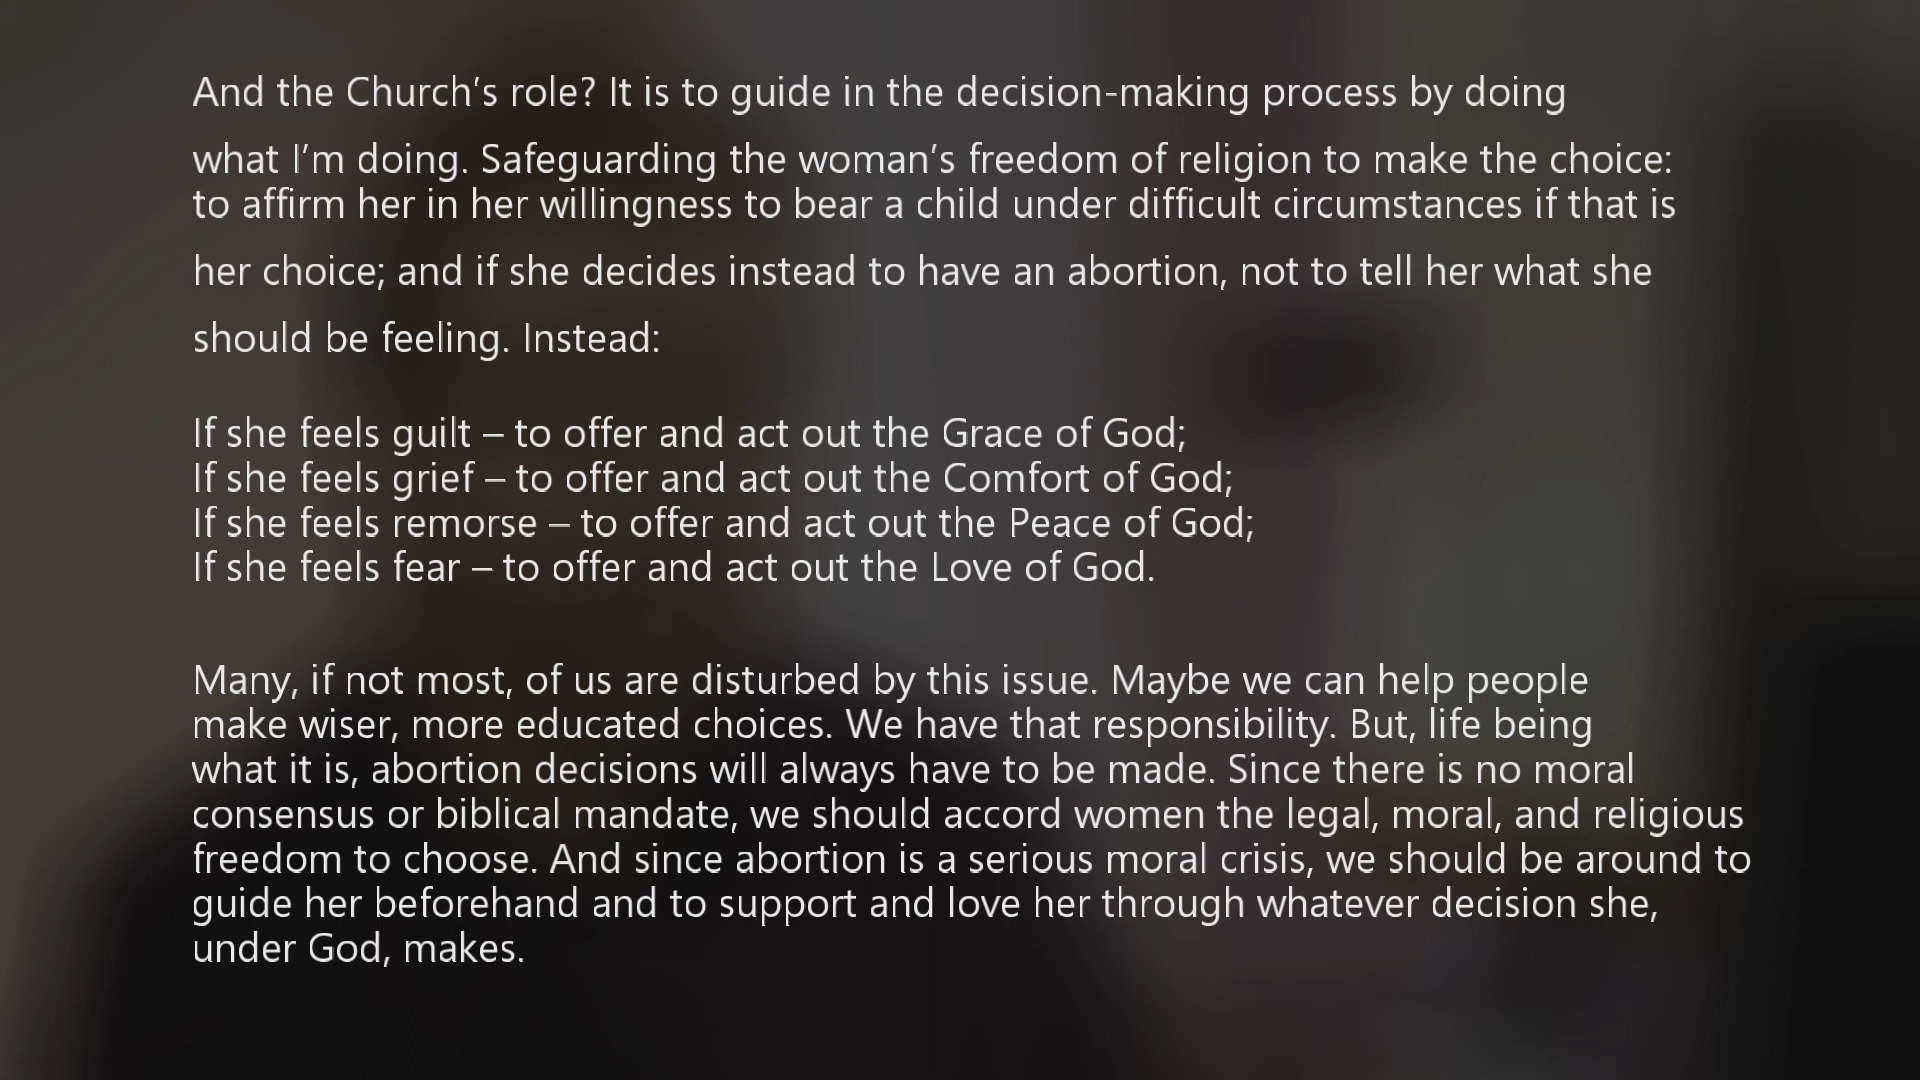 And the Church’s role? It is to guide in the decision-making process by doing
what I’m doing. Safeguarding the woman’s freedom of religion to make the choice:
to affirm her in her willingness to bear a child under difficult circumstances if that is
her choice; and if she decides instead to have an abortion, not to tell her what she
should be feeling. Instead:
If she feels guilt – to offer and act out the Grace of God;
If she feels grief – to offer and act out the Comfort of God;
If she feels remorse – to offer and act out the Peace of God;
If she feels fear – to offer and act out the Love of God.
Many, if not most, of us are disturbed by this issue. Maybe we can help people
make wiser, more educated choices. We have that responsibility. But, life being
what it is, abortion decisions will always have to be made. Since there is no moral
consensus or biblical mandate, we should accord women the legal, moral, and religious
freedom to choose. And since abortion is a serious moral crisis, we should be around to
guide her beforehand and to support and love her through whatever decision she,
under God, makes.